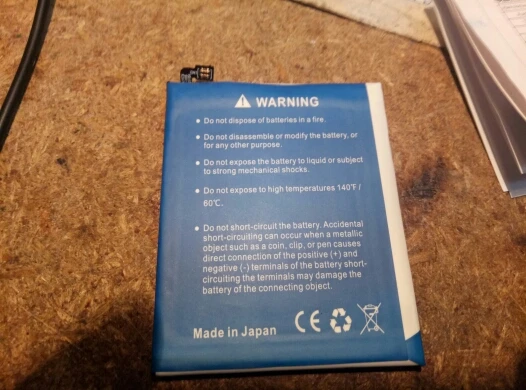 WARNING
• Do not dispose of batteries in a fire.
• Do not disassemble or modify the battery, or
for any other purpose.
• Do not expose the battery to liquid or subject
to strong mechanical shocks.
• Do not expose to high temperatures 140℉/
60℃.
• Do not short-circuit the battery. Accidental
short-circuiting can occur when a metallic
object such as a coin, clip, or pen causes
direct connection of the positive (+) and
negative (-) terminals of the battery short-
circuiting the terminals may damage the
battery of the connecting object.
Made in Japan CE